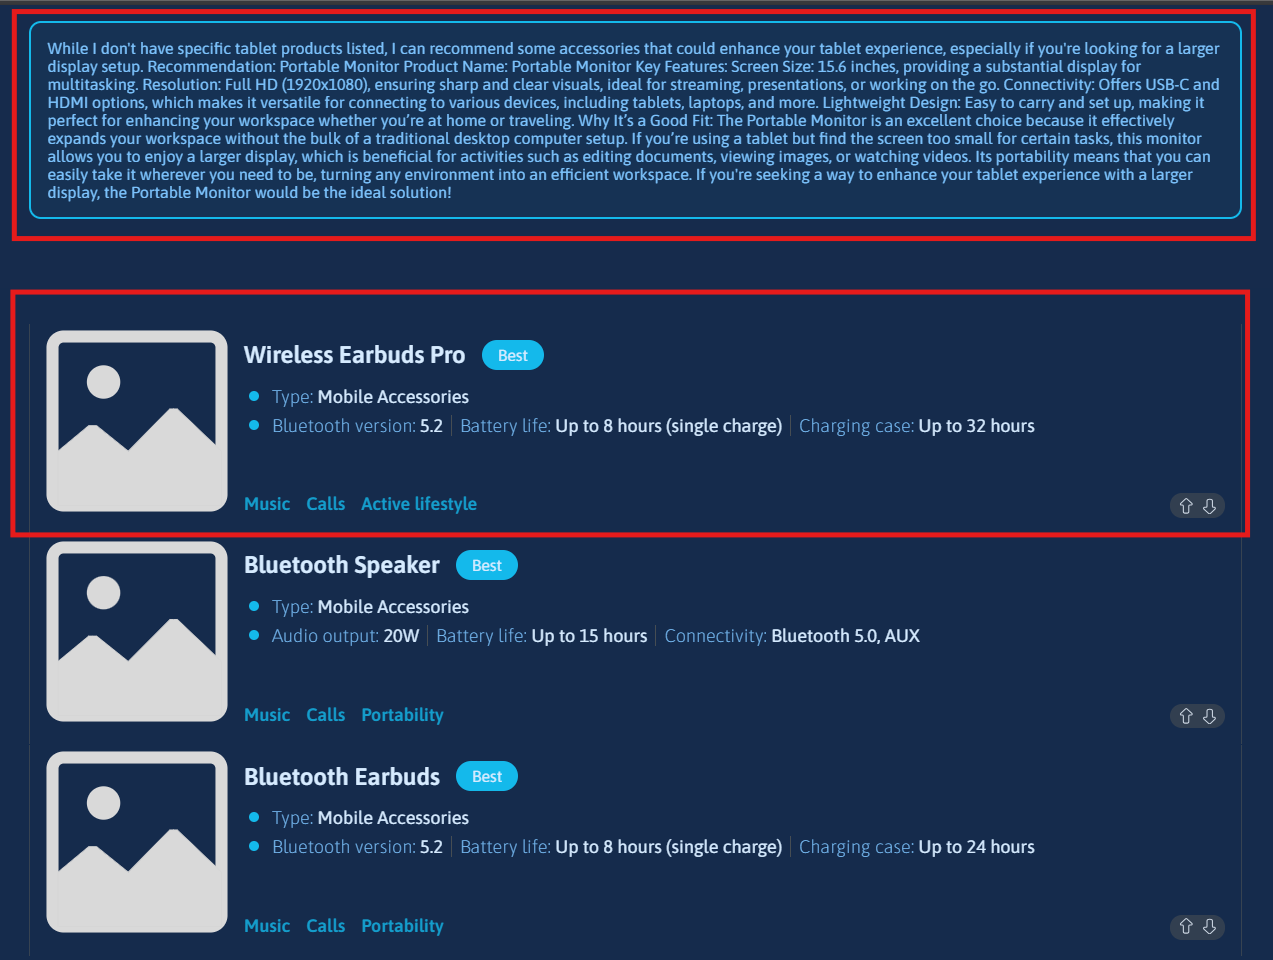 While I don't have specific tablet products listed, I can recommend some accessories that could enhance your tablet experience, especially if you're looking for a larger
display setup. Recommendation: Portable Monitor Product Name: Portable Monitor Key Features: Screen Size: 15.6 inches, providing a substantial display for
multitasking. Resolution: Full HD (1920x1080), ensuring sharp and clear visuals, ideal for streaming, presentations, or working on the go. Connectivity: Offers USB-C and
HDMI options, which makes it versatile for connecting to various devices, including tablets, laptops, and more. Lightweight Design: Easy to carry and set up, making it
perfect for enhancing your workspace whether you're at home or traveling. Why It's a Good Fit: The Portable Monitor is an excellent choice because it effectively
expands your workspace without the bulk of a traditional desktop computer setup. If you're using a tablet but find the screen too small for certain tasks, this monitor
allows you to enjoy a larger display, which is beneficial for activities such as editing documents, viewing images, or watching videos. Its portability means that you can
easily take it wherever you need to be, turning any environment into an efficient workspace. If you're seeking a way to enhance your tablet experience with a larger
display, the Portable Monitor would be the ideal solution!
Wireless Earbuds Pro Best
Type: Mobile Accessories
Bluetooth version: 5.2 Battery life: Up to 8 hours (single charge) Charging case: Up to 32 hours
Music Calls Active lifestyle
Bluetooth Speaker Best
Type: Mobile Accessories
Audio output: 20W Battery life: Up to 15 hours Connectivity: Bluetooth 5.0, AUX
Music Calls Portability
Bluetooth Earbuds Best
Type: Mobile Accessories
Bluetooth version: 5.2 Battery life: Up to 8 hours (single charge) Charging case: Up to 24 hours
Music Calls Portability